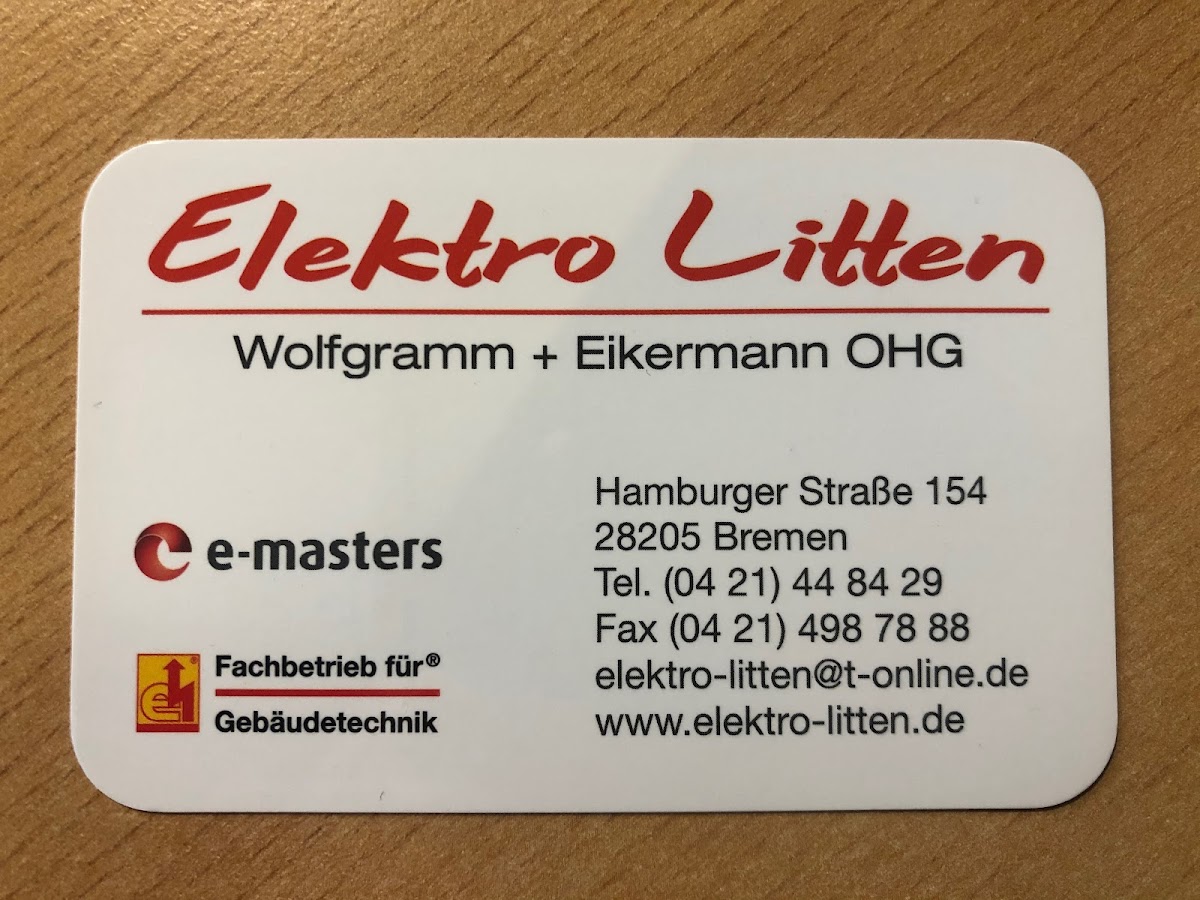 Elektro Litten
Wolfgramm + Eikermann OHG
e-masters
Fachbetrieb für®
Gebäudetechnik
Hamburger Straße 154
28205 Bremen
Tel. (04 21) 44 84 29
Fax (04 21) 498 78 88
elektro-litten@t-online.de
www.elektro-litten.de